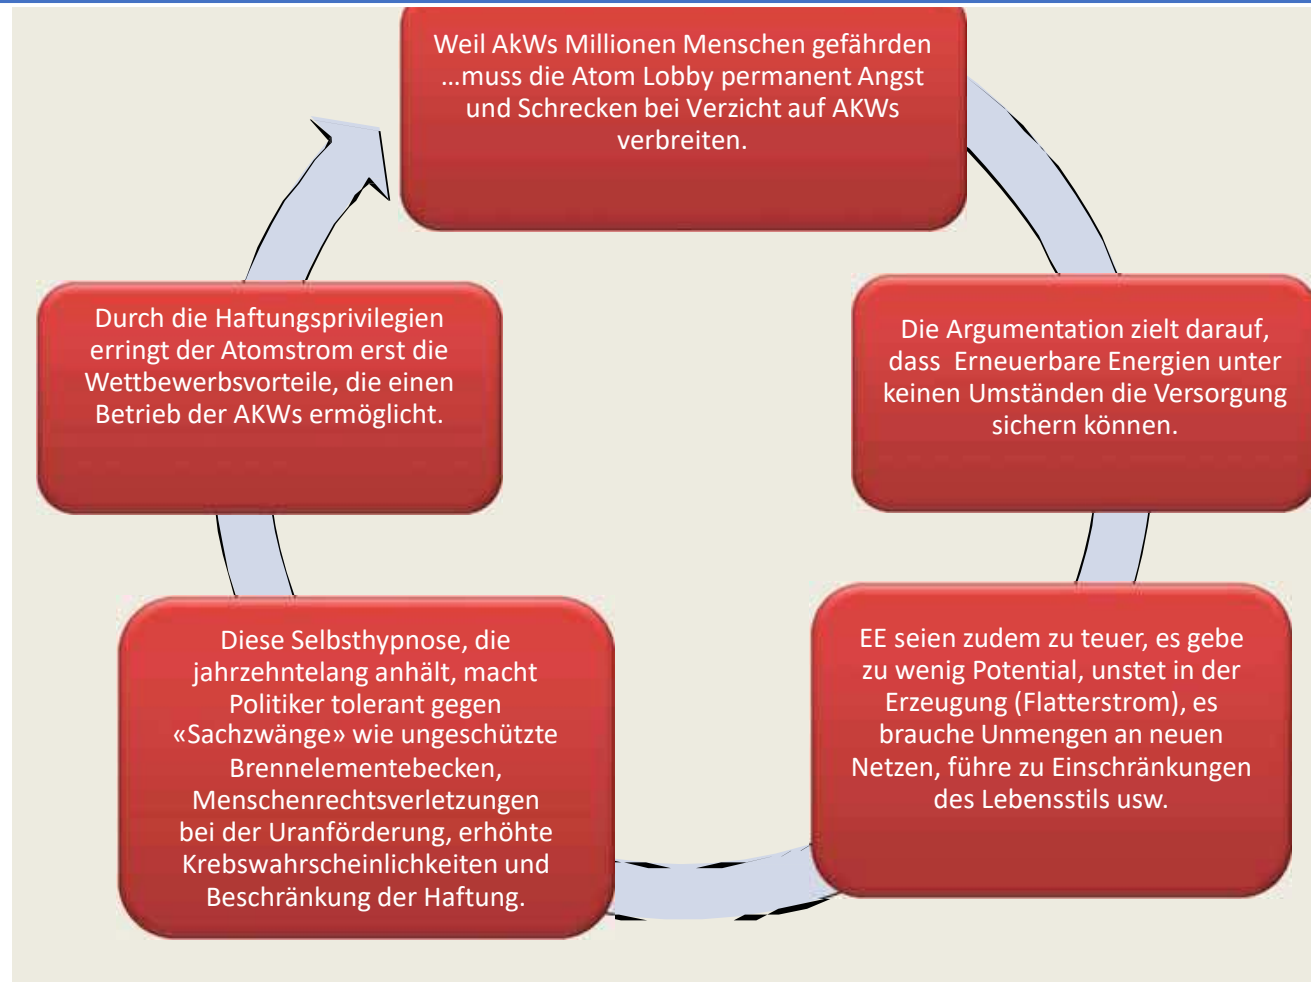 Weil AkWs Millionen Menschen gefährden
...muss die Atom Lobby permanent Angst
und Schrecken bei Verzicht auf AKWs
verbreiten.
Die Argumentation zielt darauf,
dass Erneuerbare Energien unter
keinen Umständen die Versorgung
sichern können.
EE seien zudem zu teuer, es gebe
zu wenig Potential, unstet in der
Erzeugung (Flatterstrom), es
brauche Unmengen an neuen
Netzen, führe zu Einschränkungen
des Lebensstils usw.
Diese Selbsthypnose, die
jahrzehntelang anhält, macht
Politiker tolerant gegen
«Sachzwänge» wie ungeschützte
Brennelementebecken,
Menschenrechtsverletzungen
bei der Uranförderung, erhöhte
Krebswahrscheinlichkeiten und
Beschränkung der Haftung.
Durch die Haftungsprivilegien
erringt der Atomstrom erst die
Wettbewerbsvorteile, die einen
Betrieb der AKWs ermöglicht.